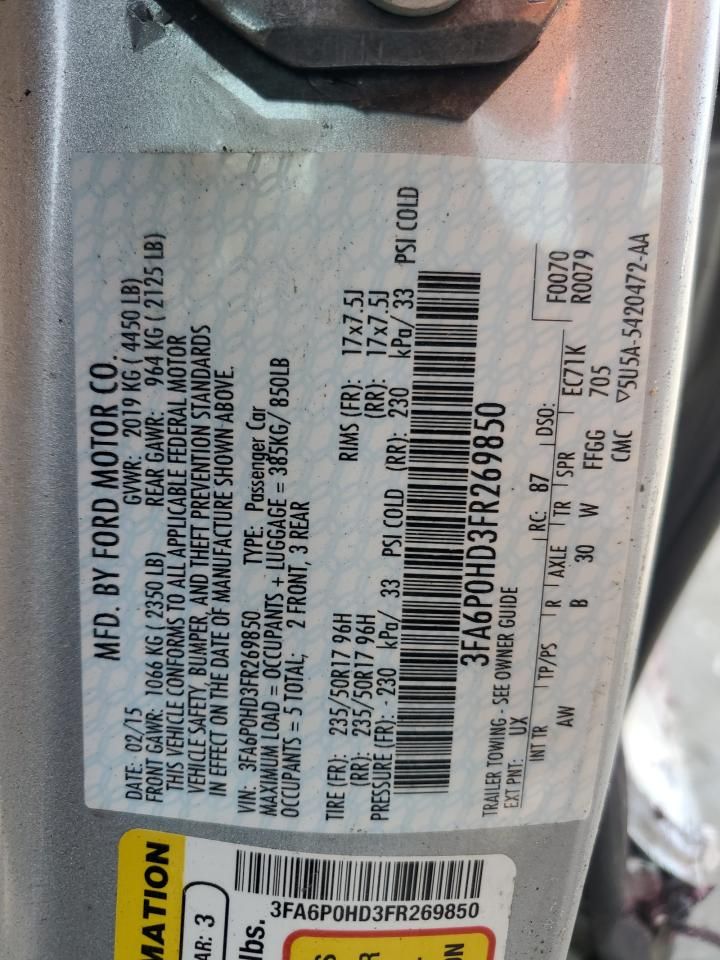 MFD. BY FORD MOTOR CO.
DATE: 02/15 GVWR: 2019 KG ( 4450 LB)
FRONT GAWR: 1066 KG ( 2350 LB) REAR GAWR: 964 KG ( 2125 LB)
THIS VEHICLE CONFORMS TO ALL APPLICABLE FEDERAL MOTOR
VEHICLE SAFETY, BUMPER, AND THEFT PREVENTION STANDARDS
IN EFFECT ON THE DATE OF MANUFACTURE SHOWN ABOVE.
VIN: 3FA6P0HD3FR269850 TYPE: Passenger Car
MAXIMUM LOAD = OCCUPANTS + LUGGAGE = 385KG/ 850LB
OCCUPANTS = 5 TOTAL; 2 FRONT, 3 REAR
TIRE (FR): 235/50R17 96H RIMS (FR): 17x7.5J
(RR): 235/50R17 96H (RR): 17x7.5J
PRESSURE (FR): 230 kPa/ 33 PSI COLD (RR): 230 kPa/ 33 PSI COLD
3FA6P0HD3FR269850
TRAILER TOWING - SEE OWNER GUIDE
EXT PNT: UX RC: 87 DSO: F0070
R0079
INT TR TP/PS R AXLE TR SPR EC71K
AW B 30 W FFGG 705
CMC ▽5U5A-5420472-AA
MATION
AR: 3
lbs.
3FA6P0HD3FR269850
S
R
ON